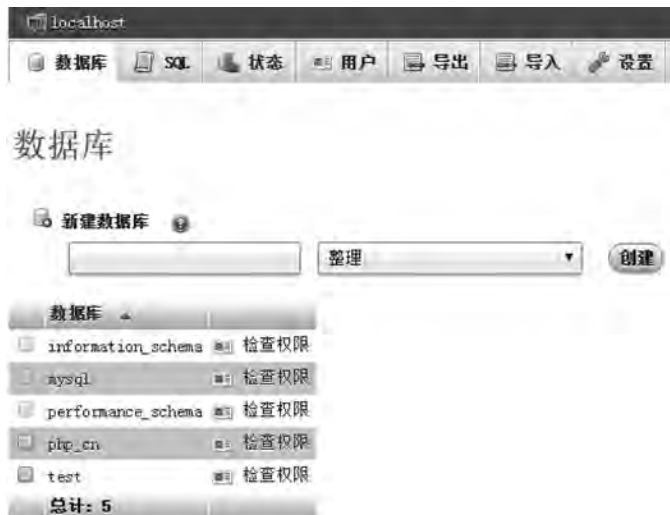 localhost
数据库 SQL 状态 用户 导出 导入 设置
数据库
新建数据库
整理 创建
数据库
information_schema 检查权限
mysql 检查权限
performance_schema 检查权限
php_cn 检查权限
test 检查权限
总计: 5